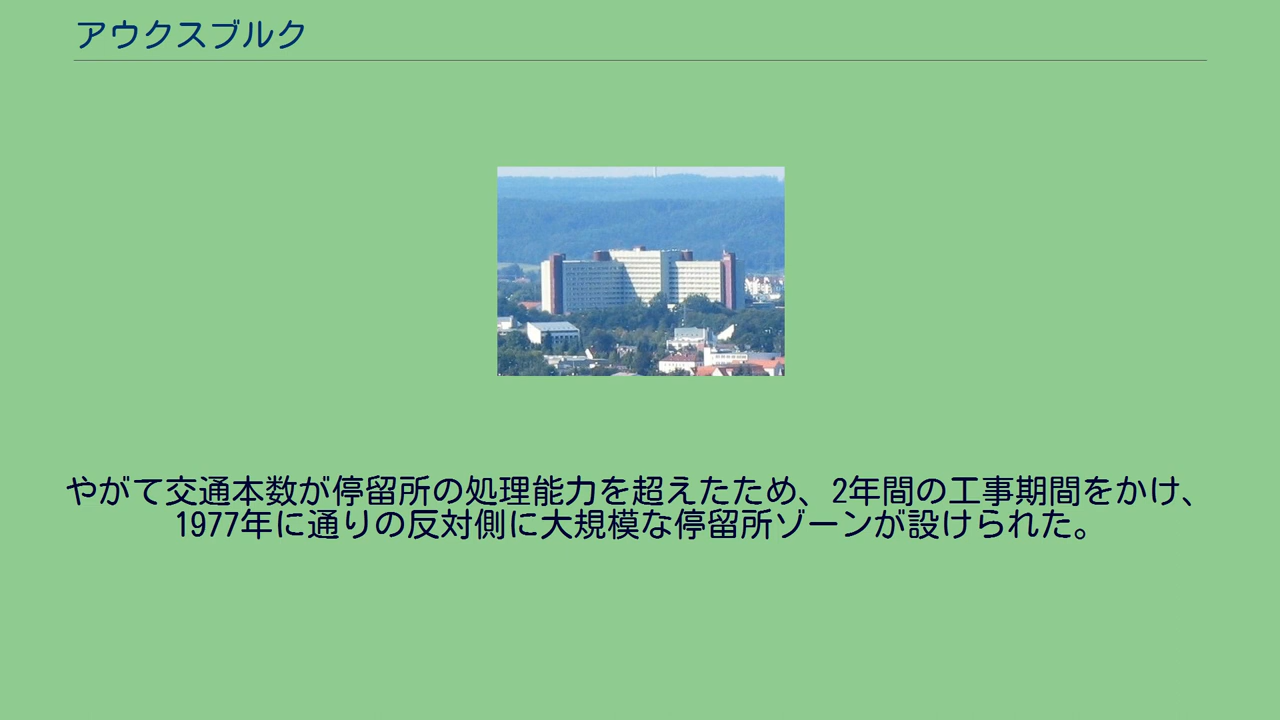 アウクスブルク
やがて交通本数が停留所の処理能力を超えたため、2年間の工事期間をかけ、
1977年に通りの反対側に大規模な停留所ゾーンが設けられた。